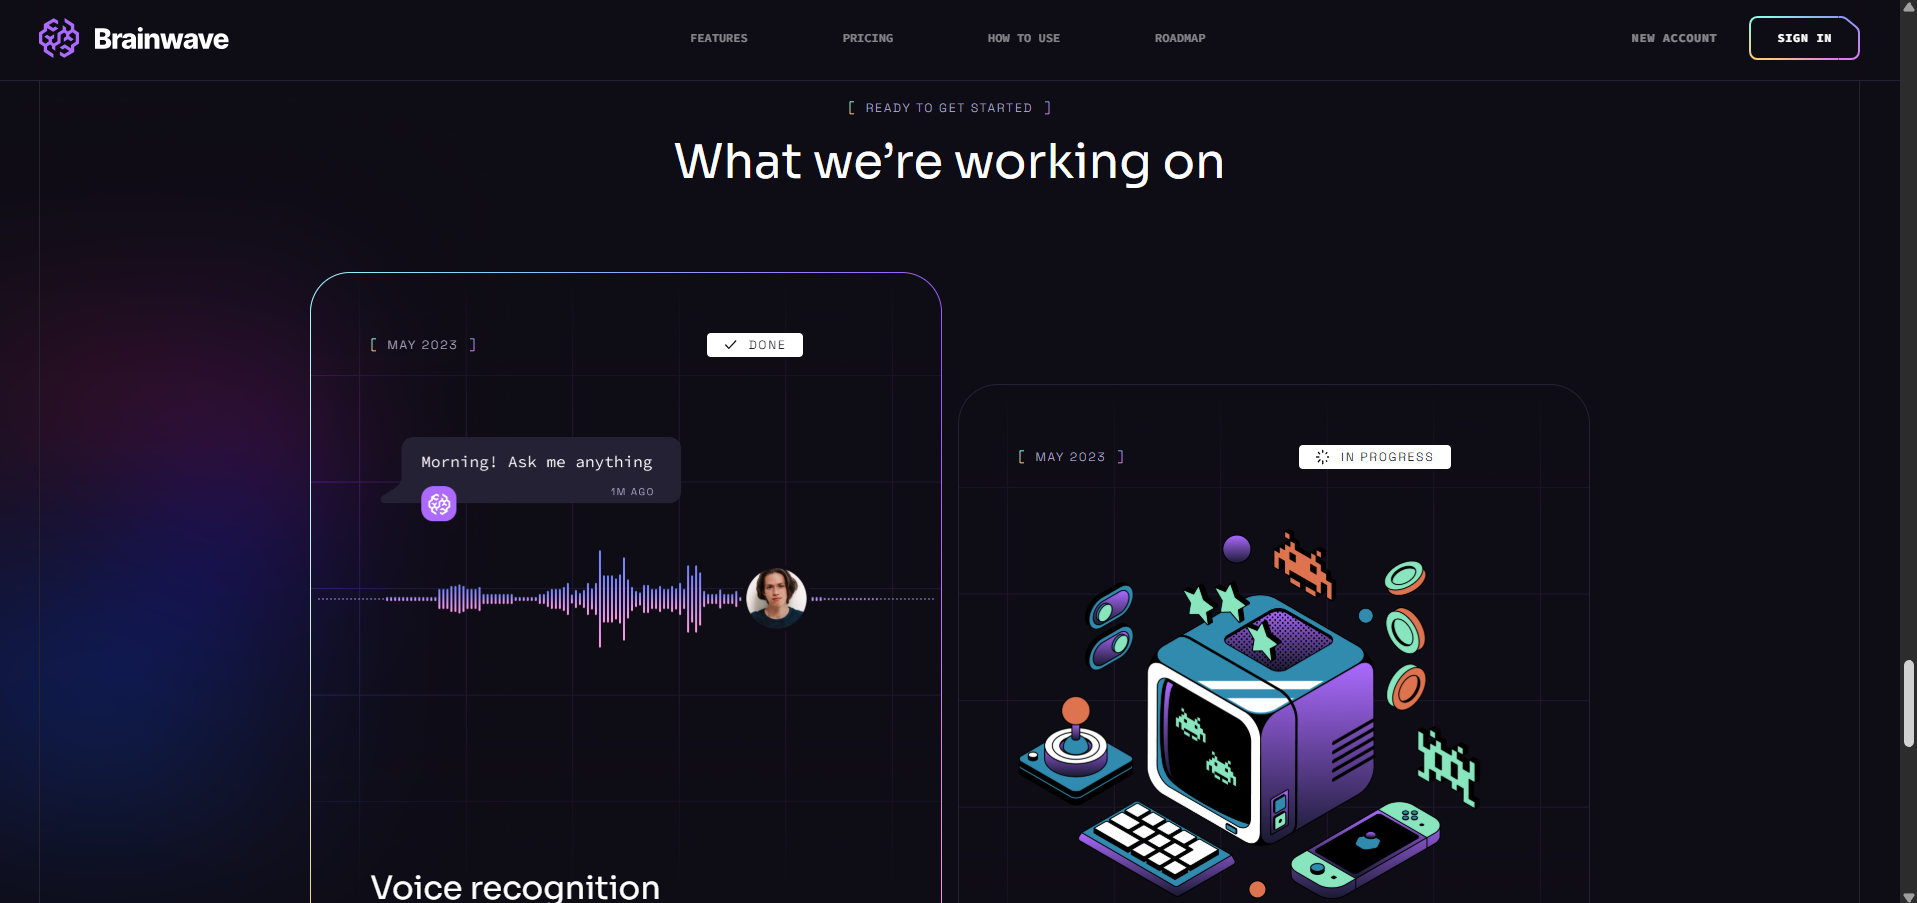 Brainwave
FEATURES
PRICING
HOW TO USE
ROADMAP
NEW ACCOUNT
SIGN IN
[ READY TO GET STARTED ]
What we’re working on
[ MAY 2023 ]
DONE
Morning! Ask me anything
1M AGO
Voice recognition
[ MAY 2023 ]
IN PROGRESS